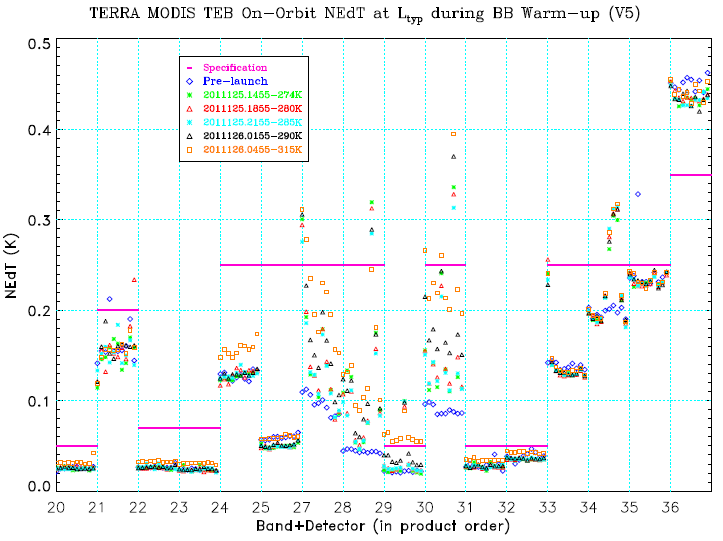 TERRA MODIS TEB On-Orbit NEdT at Ltyp during BB Warm-up (V5)
0.5
0.4
0.3
0.2
0.1
0.0
NEdT (K)
Specification
Pre-launch
2011125.1455-274K
2011125.1855-280K
2011125.2155-285K
2011126.0155-290K
2011126.0455-315K
20 21 22 23 24 25 26 27 28 29 30 31 32 33 34 35 36
Band+Detector (in product order)